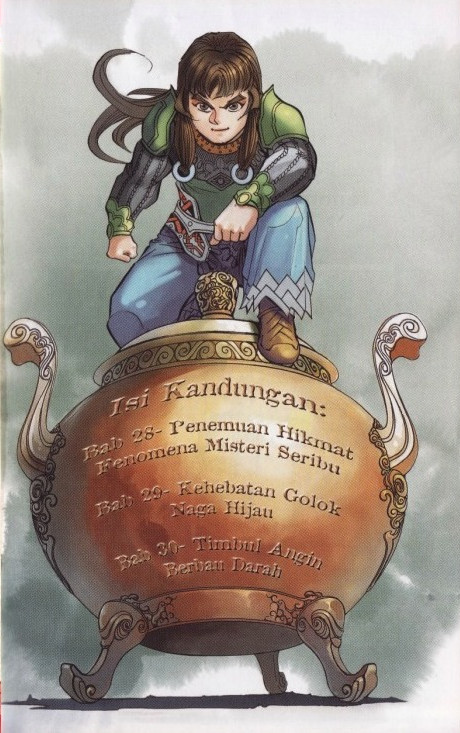 Isi Kandungan:
Bab 28- Penemuan Hikmat
Fenomena Misteri Seribu
Bab 29- Kehebatan Golok
Naga Hijau
Bab 30- Timbul Angin
Berbau Darah